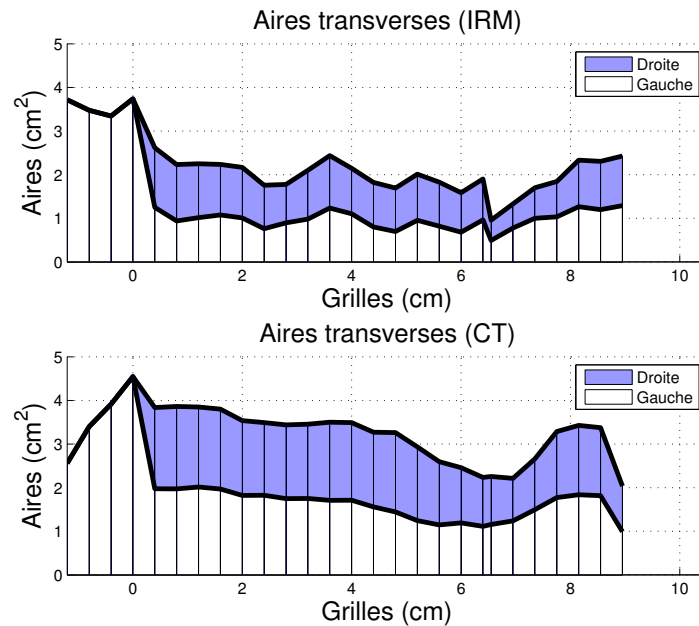 Aires transverses (IRM)
Aires (cm²)
5
4
3
2
1
0
Droite
Gauche
0 2 4 6 8 10
Grilles (cm)
Aires transverses (CT)
Aires (cm²)
5
4
3
2
1
0
Droite
Gauche
0 2 4 6 8 10
Grilles (cm)